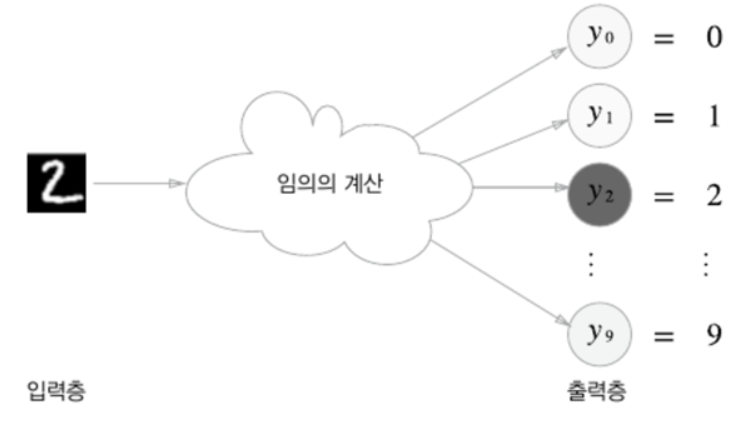 y0 = 0
y1 = 1
2 임의의 계산 y2 = 2
⋮ ⋮
y9 = 9
입력층 출력층